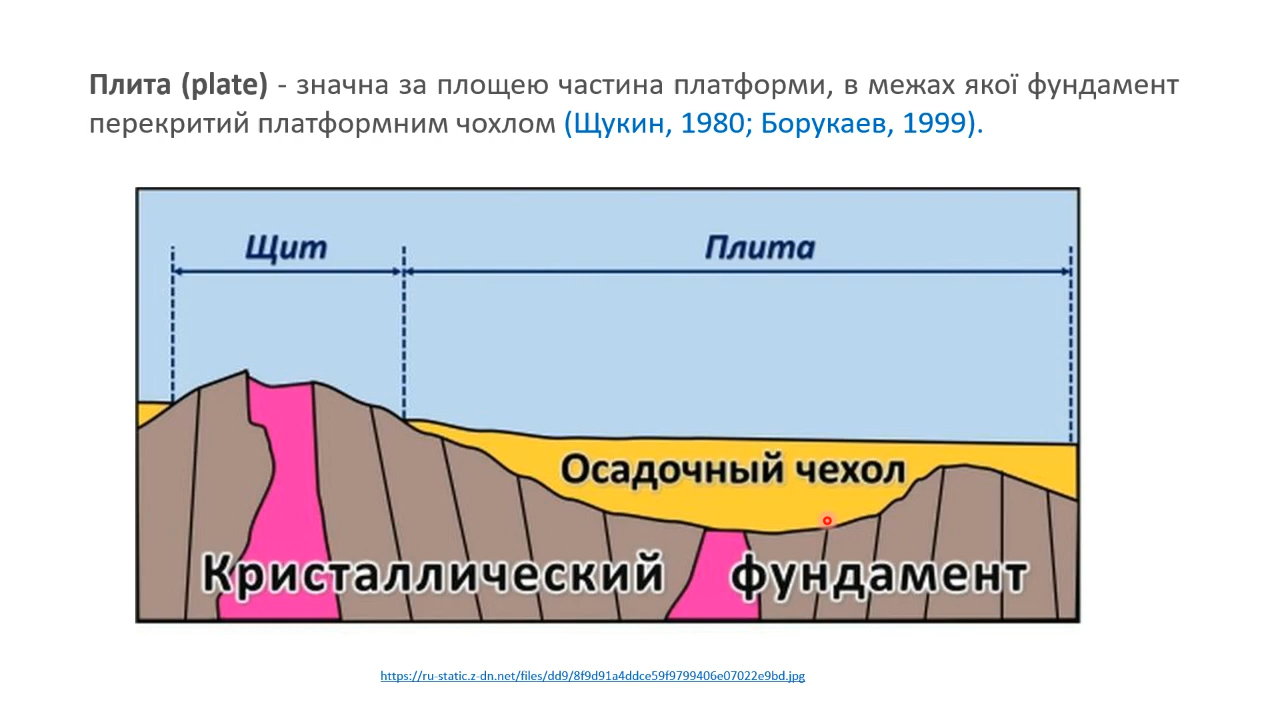 Плита (plate) - значна за площею частина платформи, в межах якої фундамент
перекритий платформним чохлом (Щукин, 1980; Борукаев, 1999).
Щит
Плита
Осадочный чехол
Кристаллический фундамент
https://ru-static.z-dn.net/files/dd9/8f9d91a4ddce59f9799406e07022e9bd.jpg